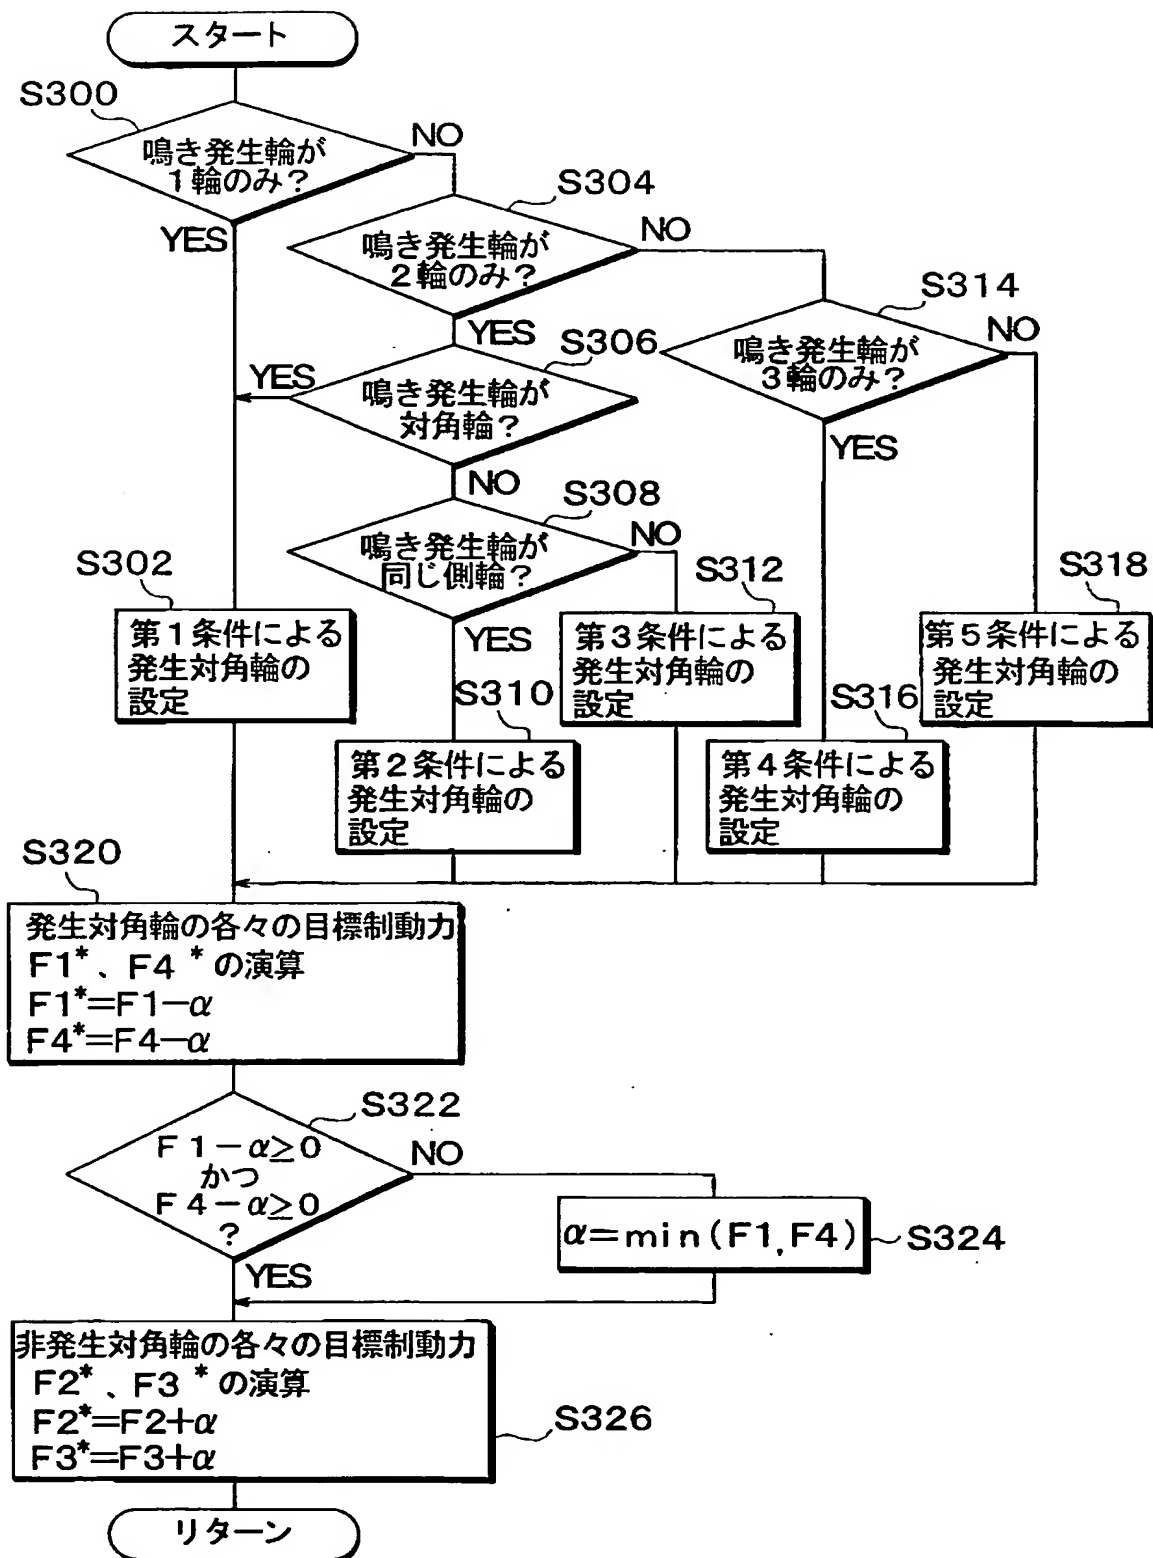 スタート
S300
鳴き発生輪が
1輪のみ?
NO
YES
S304
鳴き発生輪が
2輪のみ?
NO
YES
S314
鳴き発生輪が
3輪のみ?
NO
YES
S306
鳴き発生輪が
対角輪?
YES
NO
S308
鳴き発生輪が
同じ側輪?
NO
YES
S302
第1条件による
発生対角輪の
設定
S312
第3条件による
発生対角輪の
設定
S318
第5条件による
発生対角輪の
設定
S310
第2条件による
発生対角輪の
設定
S316
第4条件による
発生対角輪の
設定
S320
発生対角輪の各々の目標制動力
F1*、F4*の演算
F1*=F1-α
F4*=F4-α
S322
F1-α≥0
かつ
F4-α≥0
?
NO
YES
α=min(F1,F4)
S324
非発生対角輪の各々の目標制動力
F2*、F3*の演算
F2*=F2+α
F3*=F3+α
S326
リターン